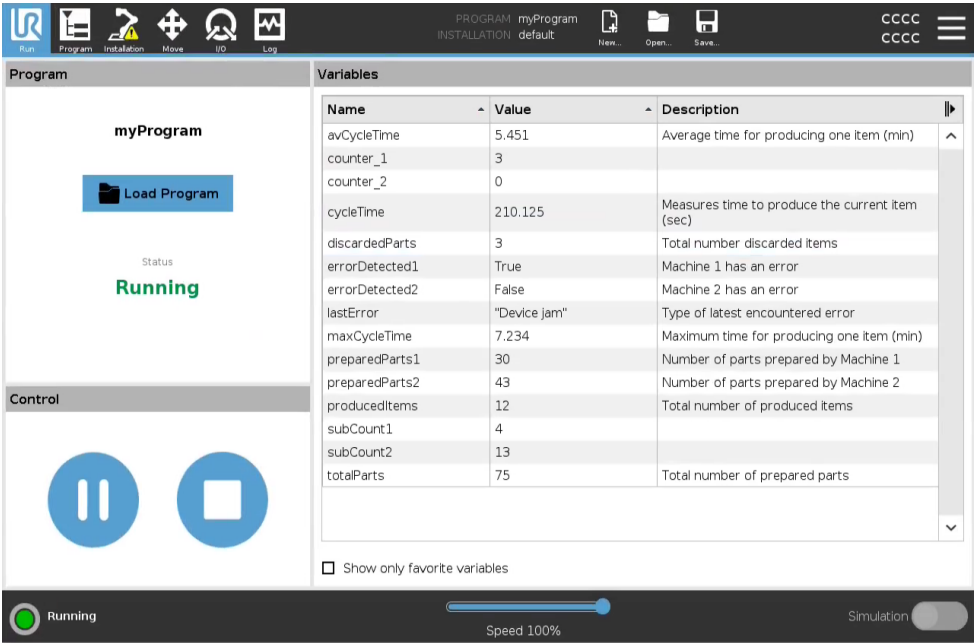 UR
Run
Program
Installation
Move
I/O
Log
PROGRAM myProgram
INSTALLATION default
New...
Open...
Save...
CCCC
CCCC
Program
myProgram
Load Program
Status
Running
Control
Variables
Name Value Description
avCycleTime 5.451 Average time for producing one item (min)
counter_1 3
counter_2 0
cycleTime 210.125 Measures time to produce the current item
(sec)
discardedParts 3 Total number discarded items
errorDetected1 True Machine 1 has an error
errorDetected2 False Machine 2 has an error
lastError "Device jam" Type of latest encountered error
maxCycleTime 7.234 Maximum time for producing one item (min)
preparedParts1 30 Number of parts prepared by Machine 1
preparedParts2 43 Number of parts prepared by Machine 2
producedItems 12 Total number of produced items
subCount1 4
subCount2 13
totalParts 75 Total number of prepared parts
Show only favorite variables
Running
Speed 100%
Simulation